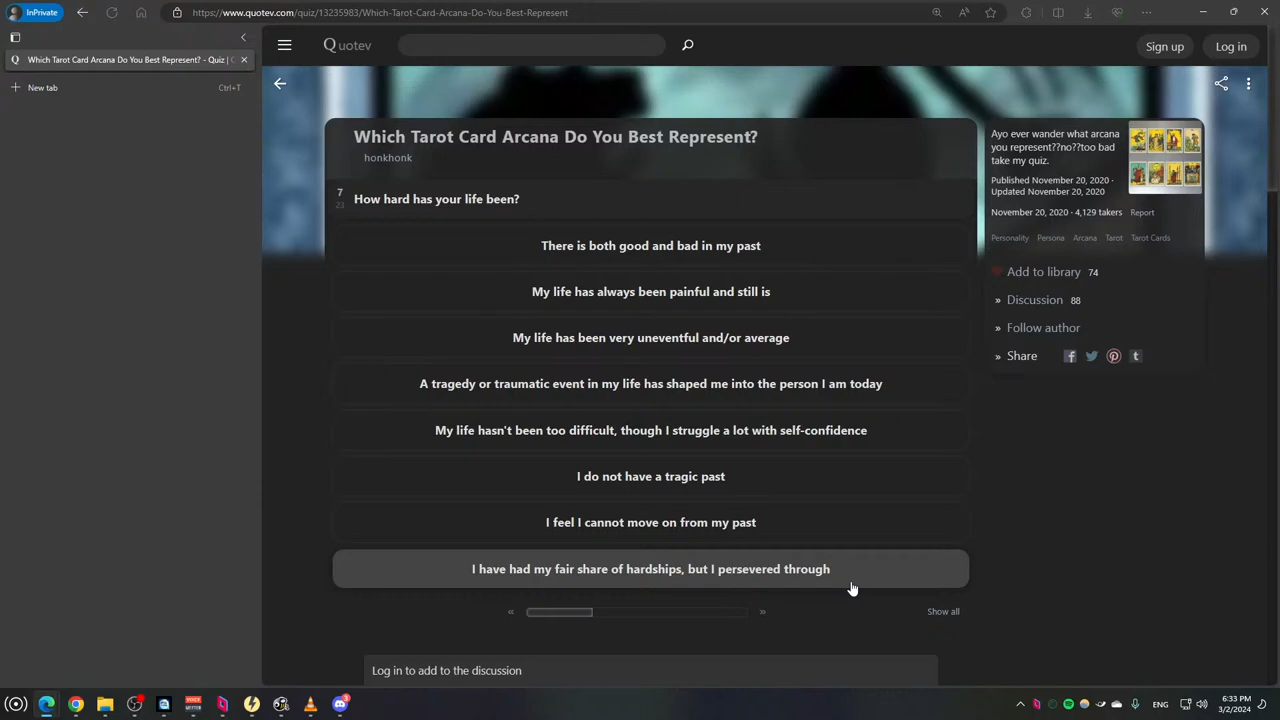 InPrivate
https://www.quotev.com/quiz/13235983/Which-Tarot-Card-Arcana-Do-You-Best-Represent
Q Which Tarot Card Arcana Do You Best Represent? - Quiz |
New tab Ctrl+T
Quotev
Sign up
Log in
Which Tarot Card Arcana Do You Best Represent?
honkhonk
7
23
How hard has your life been?
There is both good and bad in my past
My life has always been painful and still is
My life has been very uneventful and/or average
A tragedy or traumatic event in my life has shaped me into the person I am today
My life hasn't been too difficult, though I struggle a lot with self-confidence
I do not have a tragic past
I feel I cannot move on from my past
I have had my fair share of hardships, but I persevered through
« » Show all
Log in to add to the discussion
Ayo ever wander what arcana
you represent??no??too bad
take my quiz.
Published November 20, 2020 ·
Updated November 20, 2020
November 20, 2020 · 4,129 takers Report
Personality Persona Arcana Tarot Tarot Cards
Add to library 74
» Discussion 88
» Follow author
» Share f t
3
ENG
6:33 PM
3/2/2024